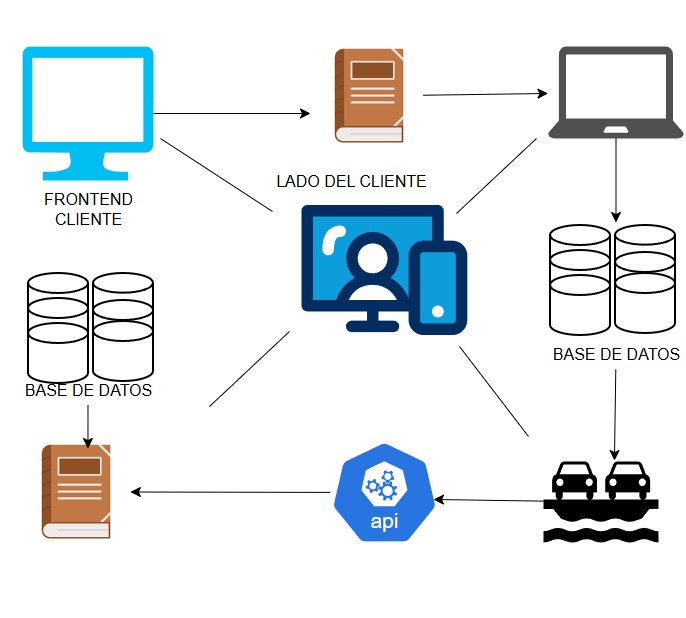 LADO DEL CLIENTE
FRONTEND
CLIENTE
BASE DE DATOS
BASE DE DATOS
api